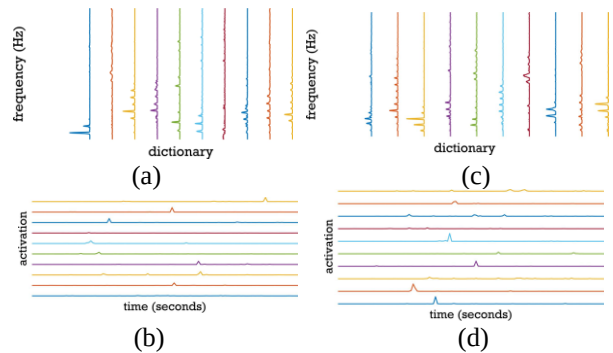 frequency (Hz)
dictionary
(a)
frequency (Hz)
dictionary
(c)
activation
time (seconds)
(b)
activation
time (seconds)
(d)